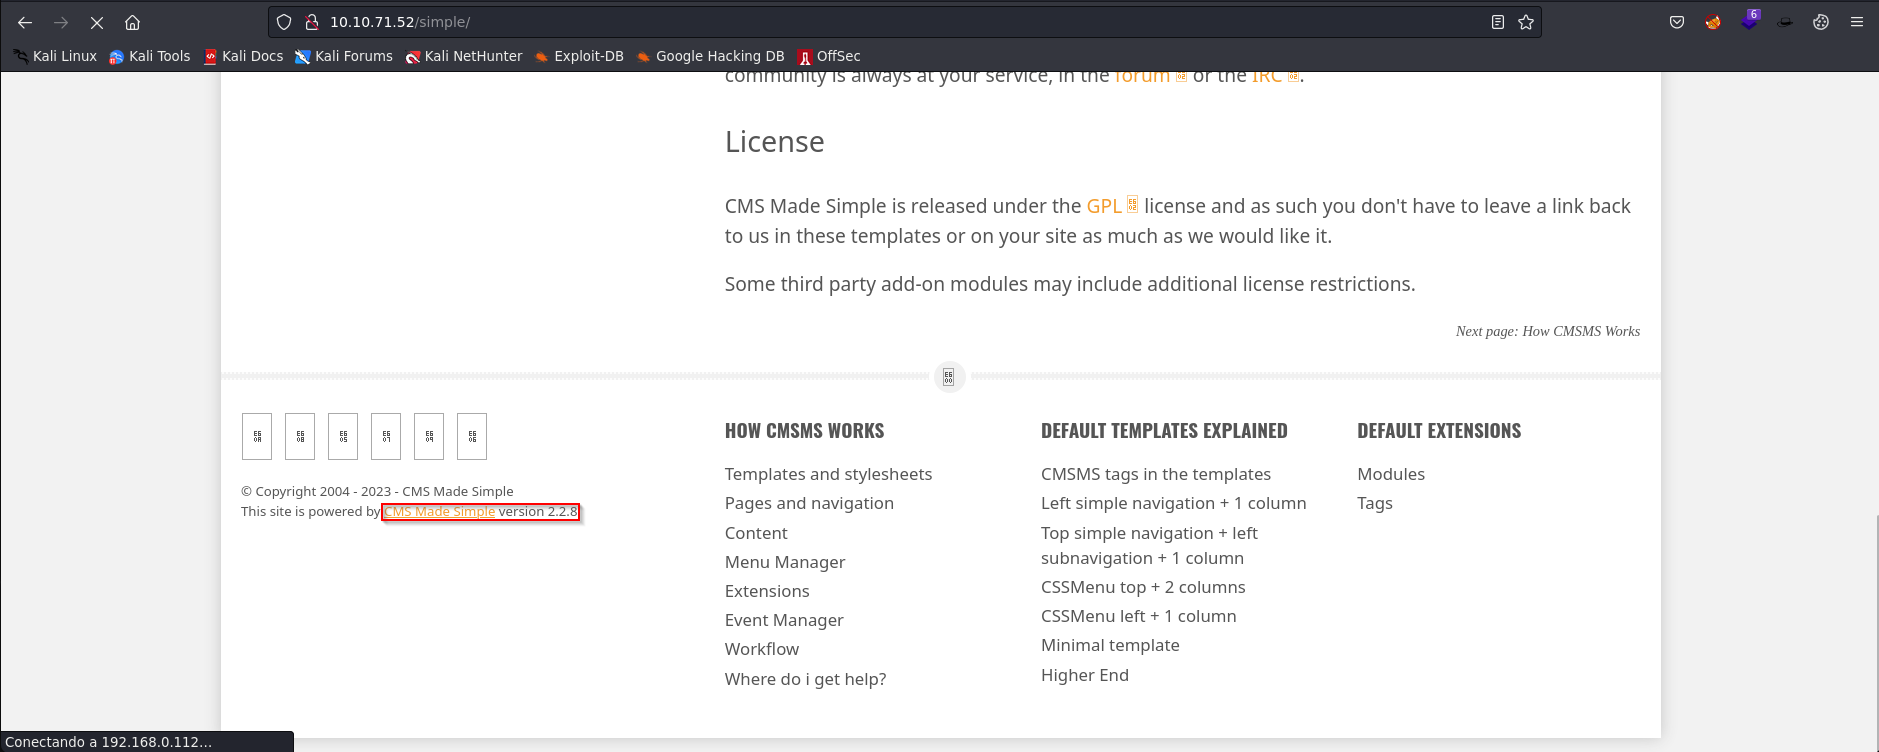 10.10.71.52/simple/
6
Kali Linux Kali Tools Kali Docs Kali Forums Kali NetHunter Exploit-DB Google Hacking DB OffSec
community is always at your service, in the forum or the IRC .
License
CMS Made Simple is released under the GPL license and as such you don't have to leave a link back
to us in these templates or on your site as much as we would like it.
Some third party add-on modules may include additional license restrictions.
Next page: How CMSMS Works
© Copyright 2004 - 2023 - CMS Made Simple
This site is powered by CMS Made Simple version 2.2.8
HOW CMSMS WORKS
Templates and stylesheets
Pages and navigation
Content
Menu Manager
Extensions
Event Manager
Workflow
Where do i get help?
DEFAULT TEMPLATES EXPLAINED
CMSMS tags in the templates
Left simple navigation + 1 column
Top simple navigation + left
subnavigation + 1 column
CSSMenu top + 2 columns
CSSMenu left + 1 column
Minimal template
Higher End
DEFAULT EXTENSIONS
Modules
Tags
Conectando a 192.168.0.112...